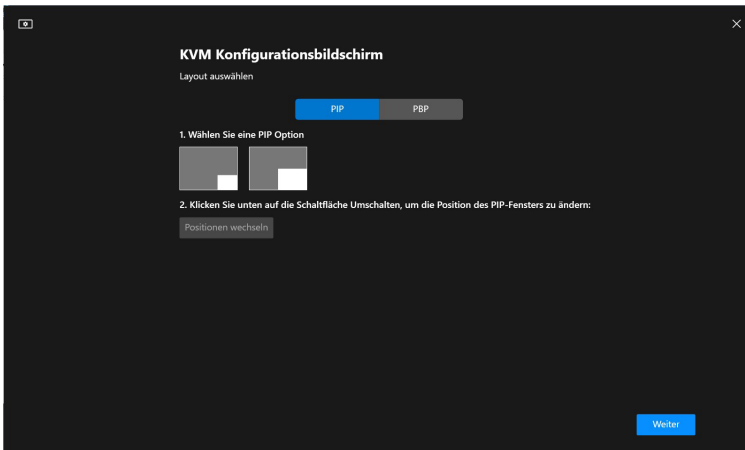 KVM Konfigurationsbildschirm
Layout auswählen
PIP PBP
1. Wählen Sie eine PIP Option
2. Klicken Sie unten auf die Schaltfläche Umschalten, um die Position des PIP-Fensters zu ändern:
Positionen wechseln
Weiter